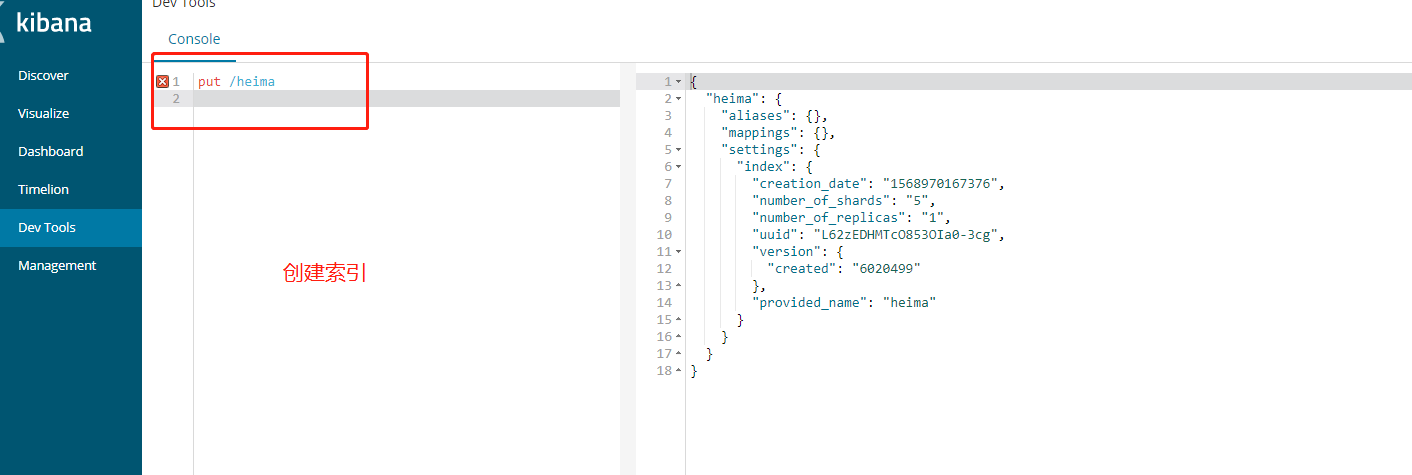 Dev Tools
kibana
Console
Discover
Visualize
Dashboard
Timelion
Dev Tools
Management
1 put /heima
2
创建索引
1 {
2 "heima": {
3 "aliases": {},
4 "mappings": {},
5 "settings": {
6 "index": {
7 "creation_date": "1568970167376",
8 "number_of_shards": "5",
9 "number_of_replicas": "1",
10 "uuid": "L62zEDHMTcO853OIa0-3cg",
11 "version": {
12 "created": "6020499"
13 },
14 "provided_name": "heima"
15 }
16 }
17 }
18 }